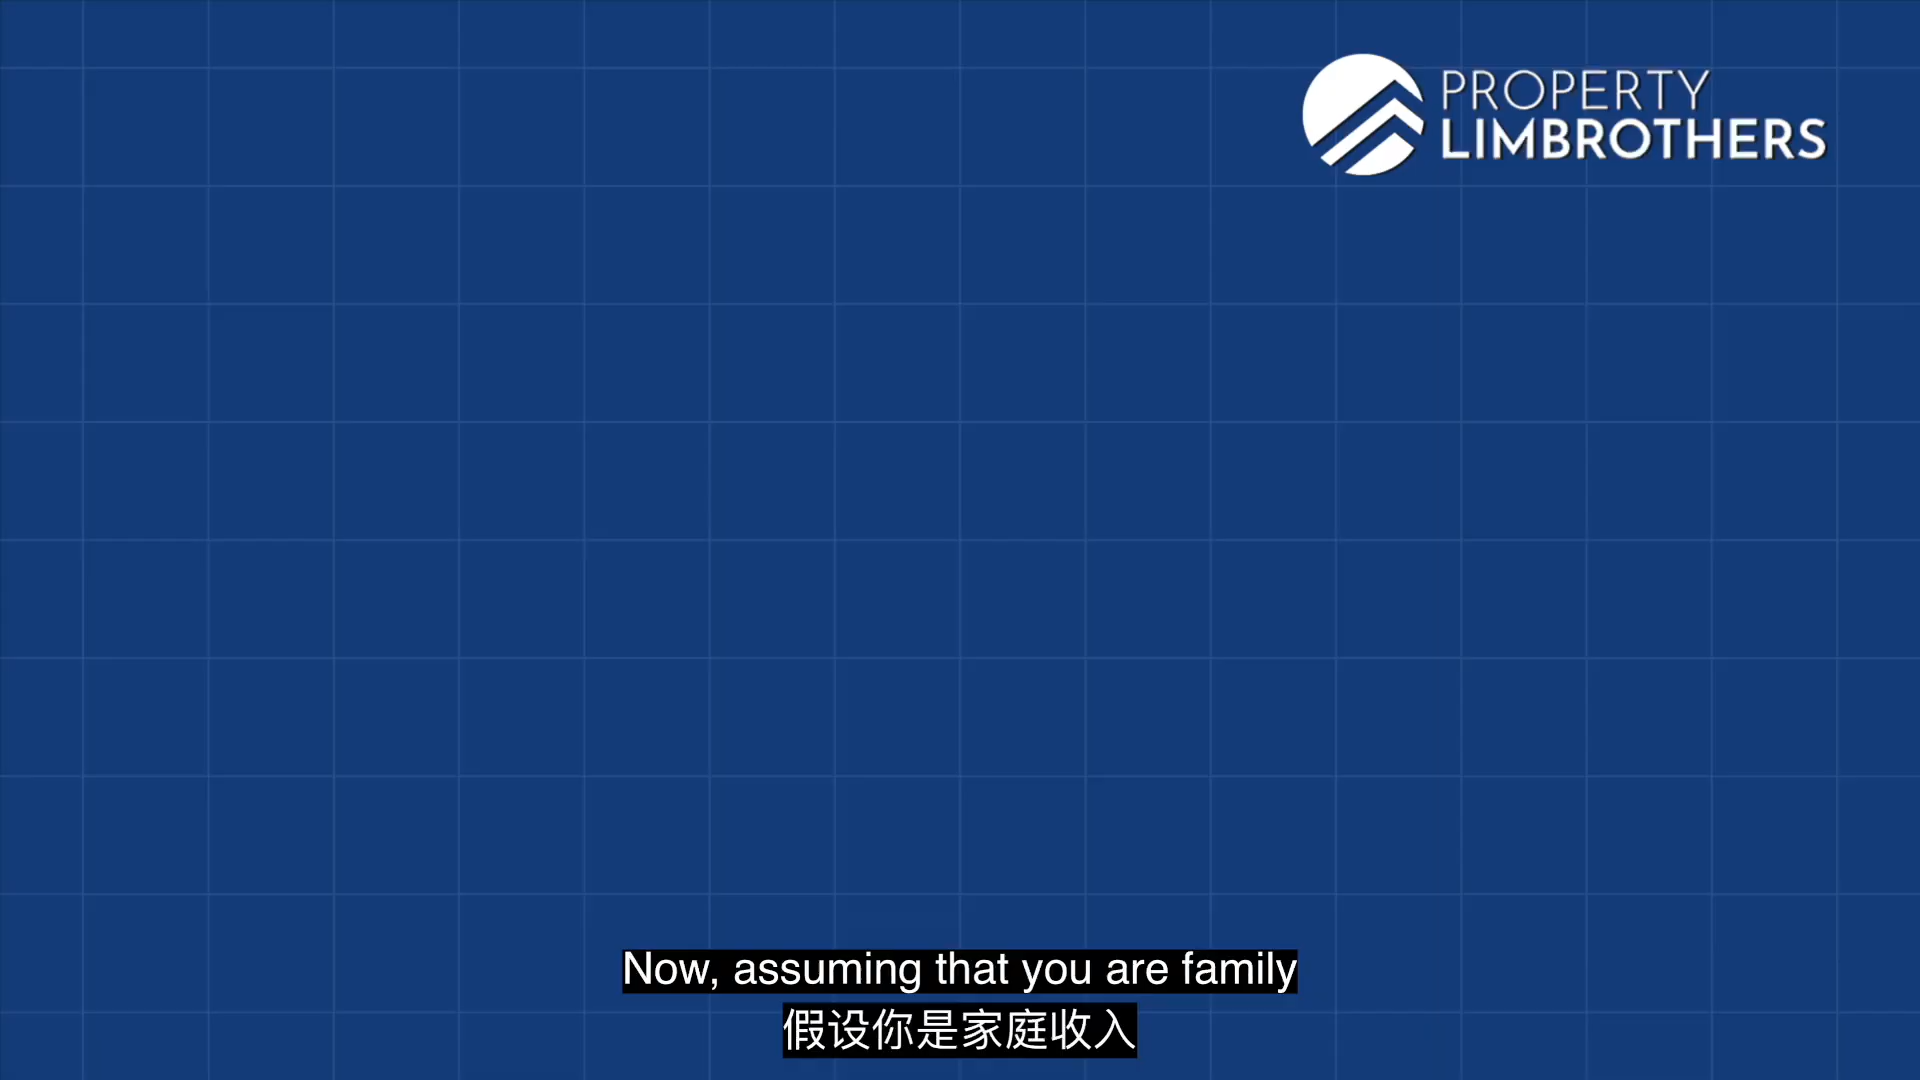 PROPERTY
LIMBROTHERS
Now, assuming that you are family
假设你是家庭收入